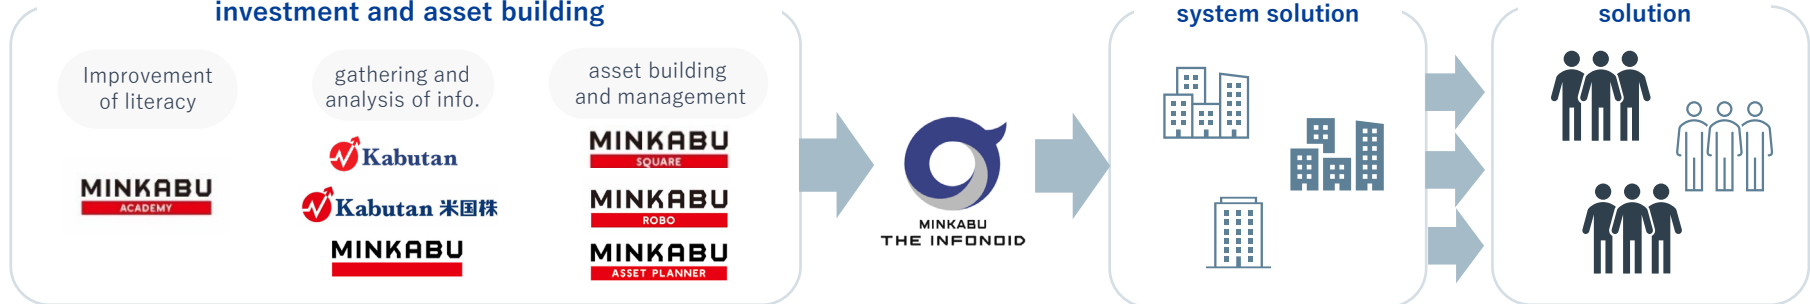 investment and asset building
Improvement
of literacy
MINKABU
ACADEMY
gathering and
analysis of info.
Kabutan
Kabutan 米国株
MINKABU
asset building
and management
MINKABU
SQUARE
MINKABU
ROBO
MINKABU
ASSET PLANNER
MINKABU
THE INFONOID
system solution
solution